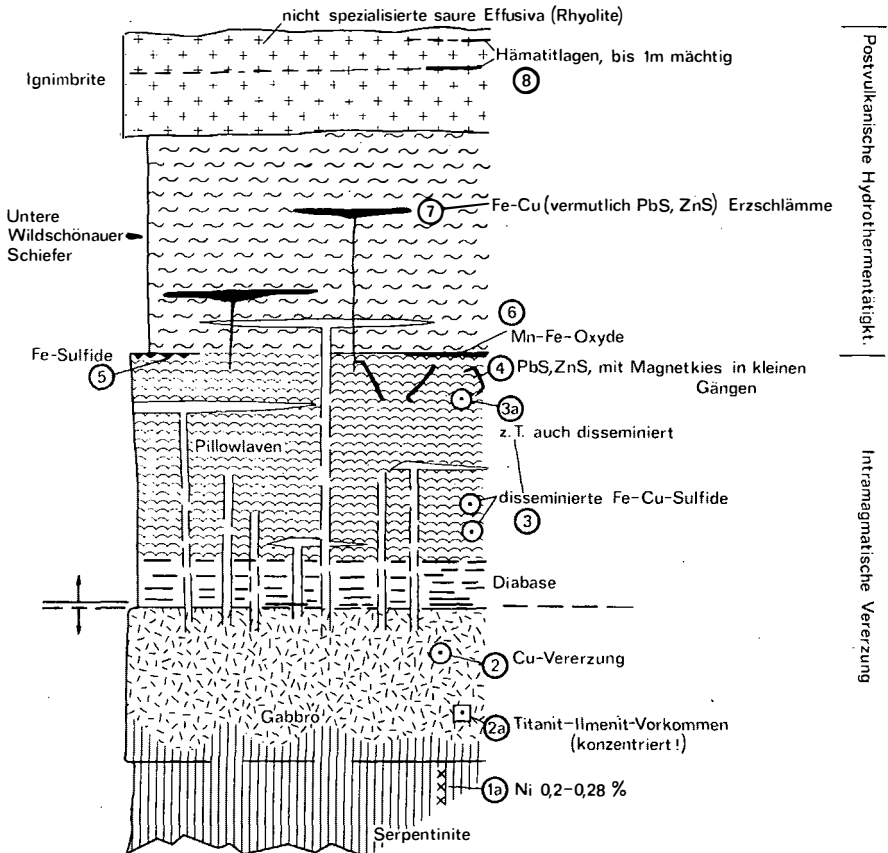 nicht spezialisierte saure Effusiva (Rhyolite)
Ignimbrite
Hämatitlagen, bis 1m mächtig
8
Postvulkanische Hydrothermentätigkt.
7
Fe-Cu (vermutlich PbS, ZnS) Erzschlämme
Untere
Wildschönauer
Schiefer
6
Mn-Fe-Oxyde
Fe-Sulfide
5
4 PbS, ZnS, mit Magnetkies in kleinen
Gängen
3a
z. T. auch disseminiert
Pillowlaven
disseminierte Fe-Cu-Sulfide
3
Intramagmatische Vererzung
Diabase
2 Cu-Vererzung
Gabbro
2a Titanit-Ilmenit-Vorkommen
(konzentriert!)
1a Ni 0,2-0,28 %
Serpentinite